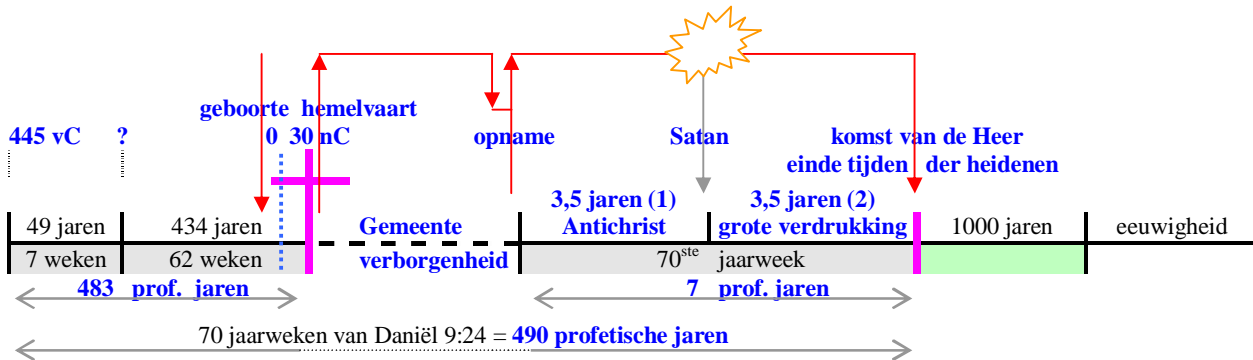 geboorte hemelvaart
445 vC ? 0 30 nC opname Satan komst van de Heer
einde tijden der heidenen
3,5 jaren (1) 3,5 jaren (2)
49 jaren 434 jaren Gemeente Antichrist grote verdrukking 1000 jaren eeuwigheid
7 weken 62 weken verborgenheid 70ste jaarweek
483 prof. jaren 7 prof. jaren
70 jaarweken van Daniël 9:24 = 490 profetische jaren